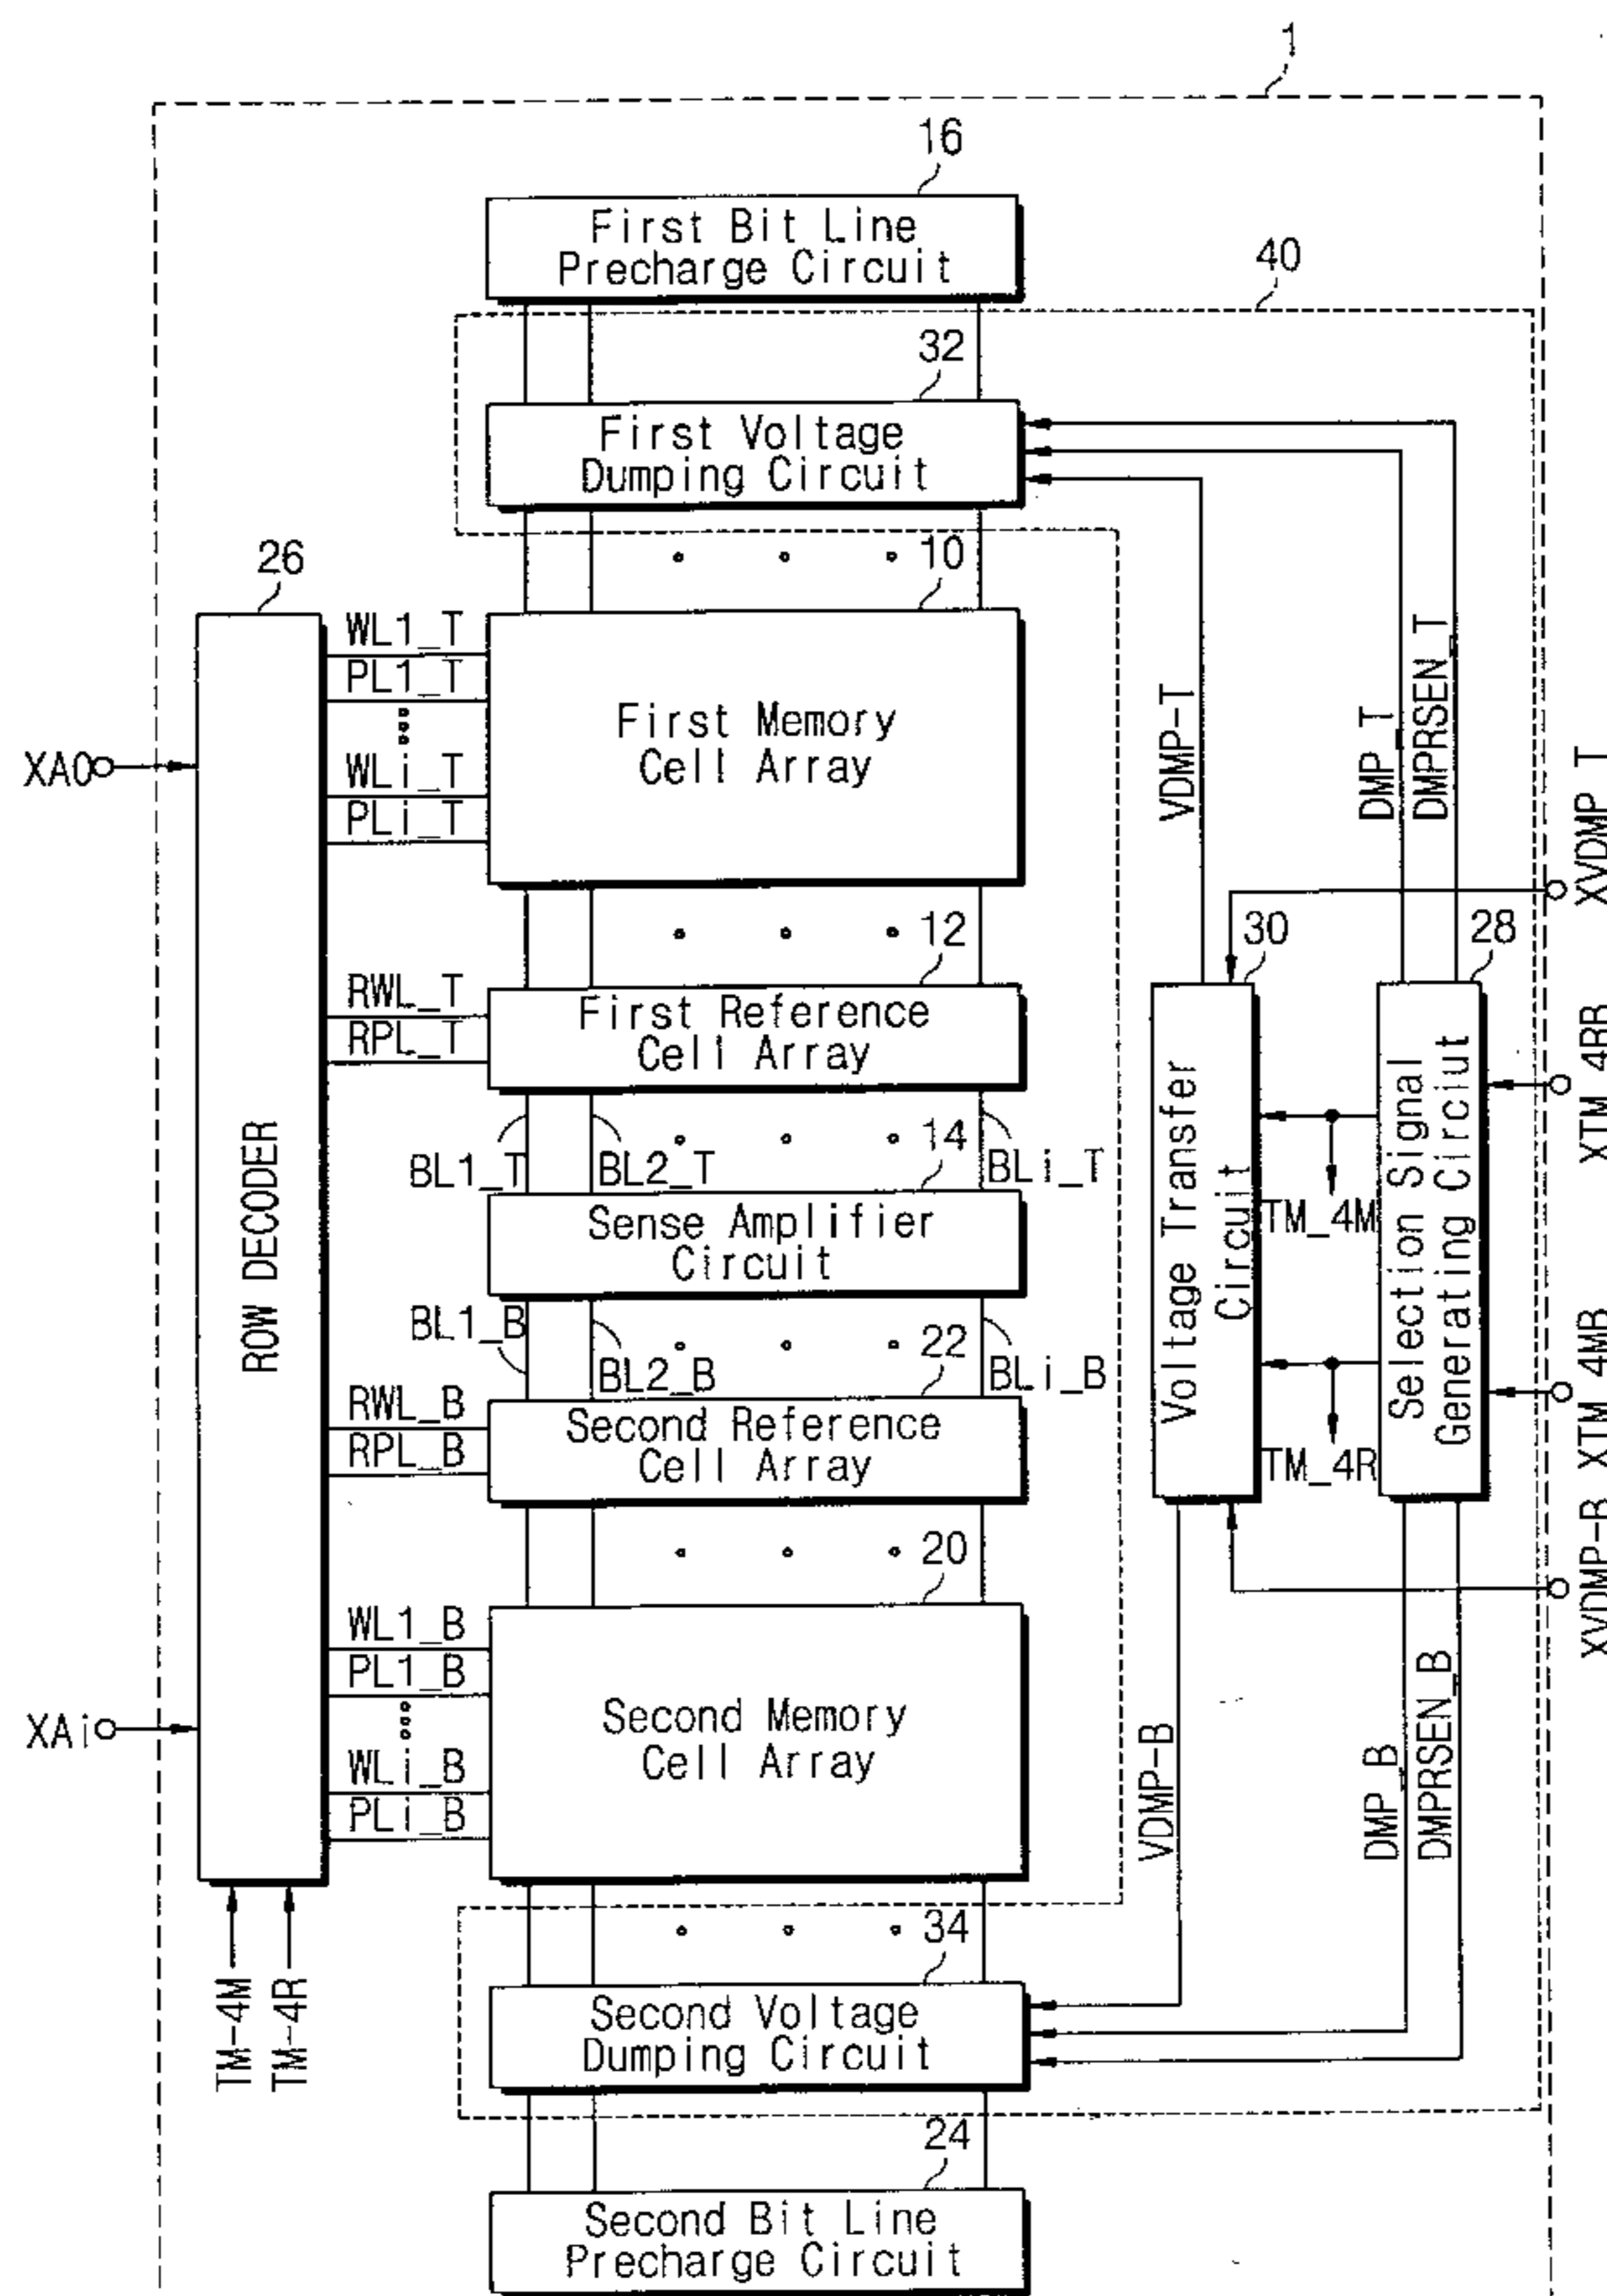 1
16
First Bit Line
Precharge Circuit
40
32
First Voltage
Dumping Circuit
10
26
WL1_T
PL1_T
First Memory
Cell Array
WLi_T
PLi_T
XA0
VDMP-T
DMP_T
DMPRSEN_T
XVDMP_T
12
30
28
RWL_T
RPL_T
First Reference
Cell Array
XTM_4RB
14
BL1_T
BL2_T
BLi_T
ROW DECODER
Sense Amplifier
Circuit
Voltage Transfer
Circuit
TM_4M
Selection Signal
Generating Circiut
BL1_B
BL2_B
22
BLi_B
TM_4R
XTM_4MB
RWL_B
RPL_B
Second Reference
Cell Array
20
XVDMP-B
WL1_B
PL1_B
Second Memory
Cell Array
WLi_B
PLi_B
XAi
VDMP-B
DMP_B
DMPRSEN_B
34
TM-4M
TM-4R
Second Voltage
Dumping Circuit
24
Second Bit Line
Precharge Circuit